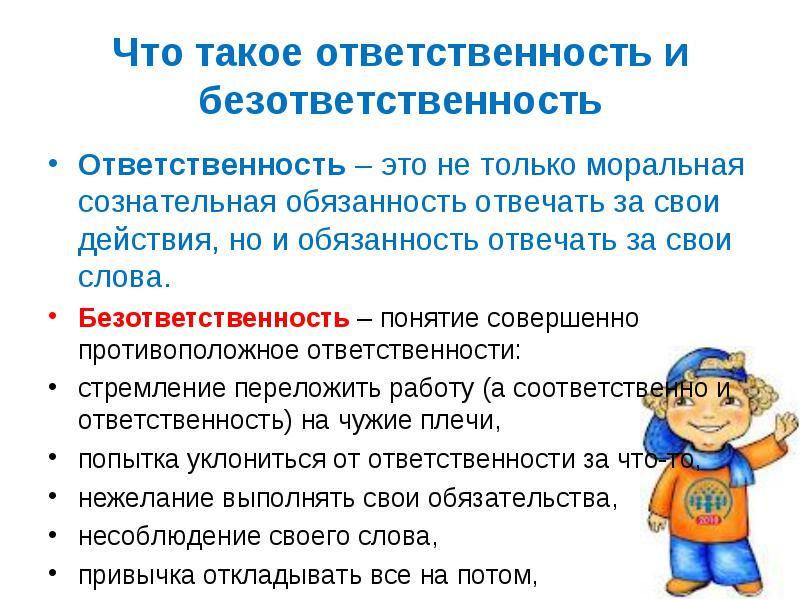 Что такое ответственность и
безответственность
• Ответственность – это не только моральная
сознательная обязанность отвечать за свои
действия, но и обязанность отвечать за свои
слова.
• Безответственность – понятие совершенно
противоположное ответственности:
• стремление переложить работу (а соответственно и
ответственность) на чужие плечи,
• попытка уклониться от ответственности за что-то,
• нежелание выполнять свои обязательства,
• несоблюдение своего слова,
• привычка откладывать все на потом,
2010